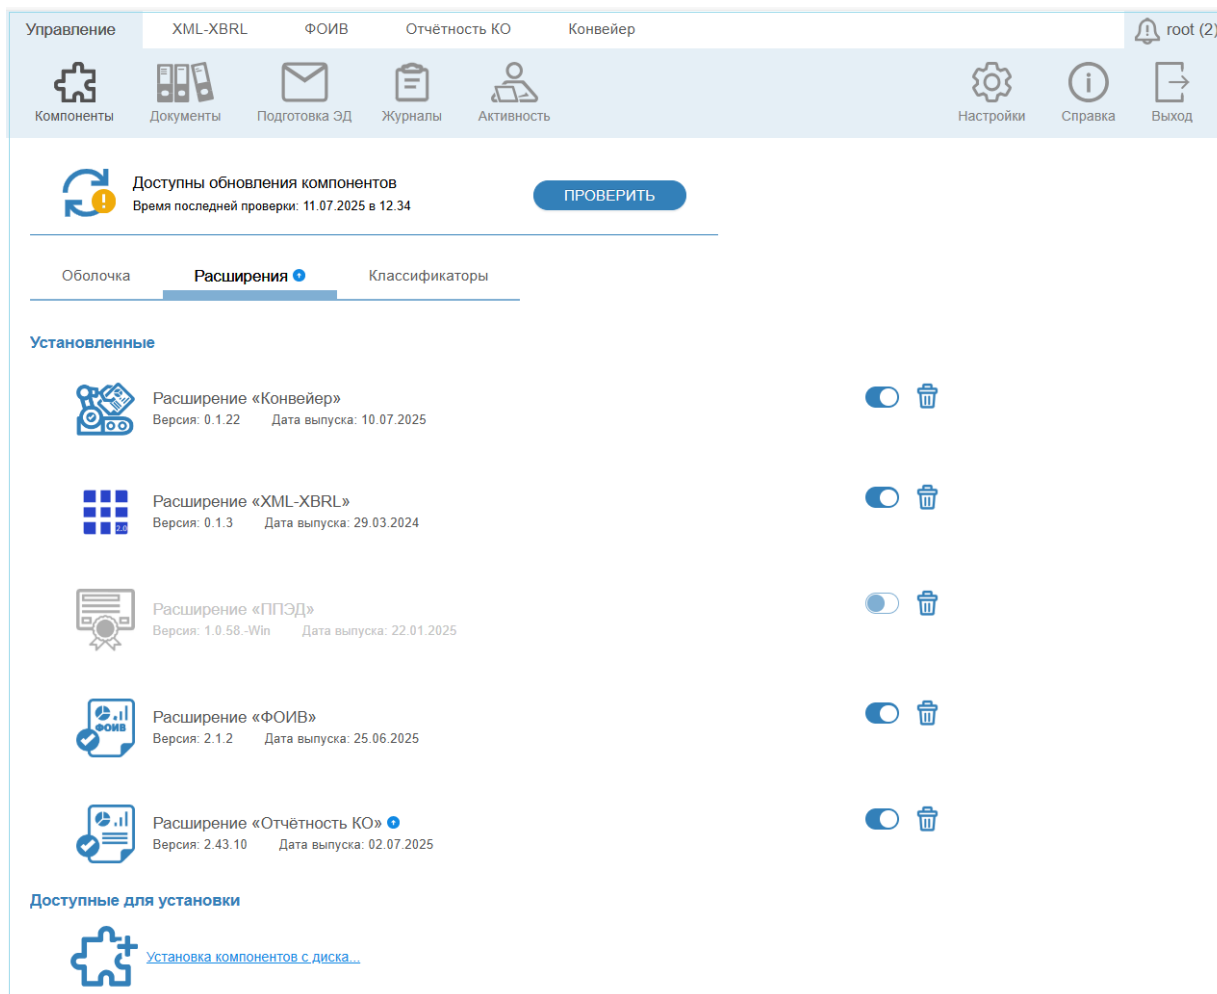 Управление XML-XBRL ФОИВ Отчётность КО Конвейер root (2)
Компоненты Документы Подготовка ЭД Журналы Активность Настройки Справка Выход
Доступны обновления компонентов
Время последней проверки: 11.07.2025 в 12.34
ПРОВЕРИТЬ
Оболочка Расширения Классификаторы
Установленные
Расширение «Конвейер»
Версия: 0.1.22 Дата выпуска: 10.07.2025
Расширение «XML-XBRL»
Версия: 0.1.3 Дата выпуска: 29.03.2024
2.0
Расширение «ППЭД»
Версия: 1.0.58.-Win Дата выпуска: 22.01.2025
ФОИВ
Расширение «ФОИВ»
Версия: 2.1.2 Дата выпуска: 25.06.2025
Расширение «Отчётность КО»
Версия: 2.43.10 Дата выпуска: 02.07.2025
Доступные для установки
Установка компонентов с диска...